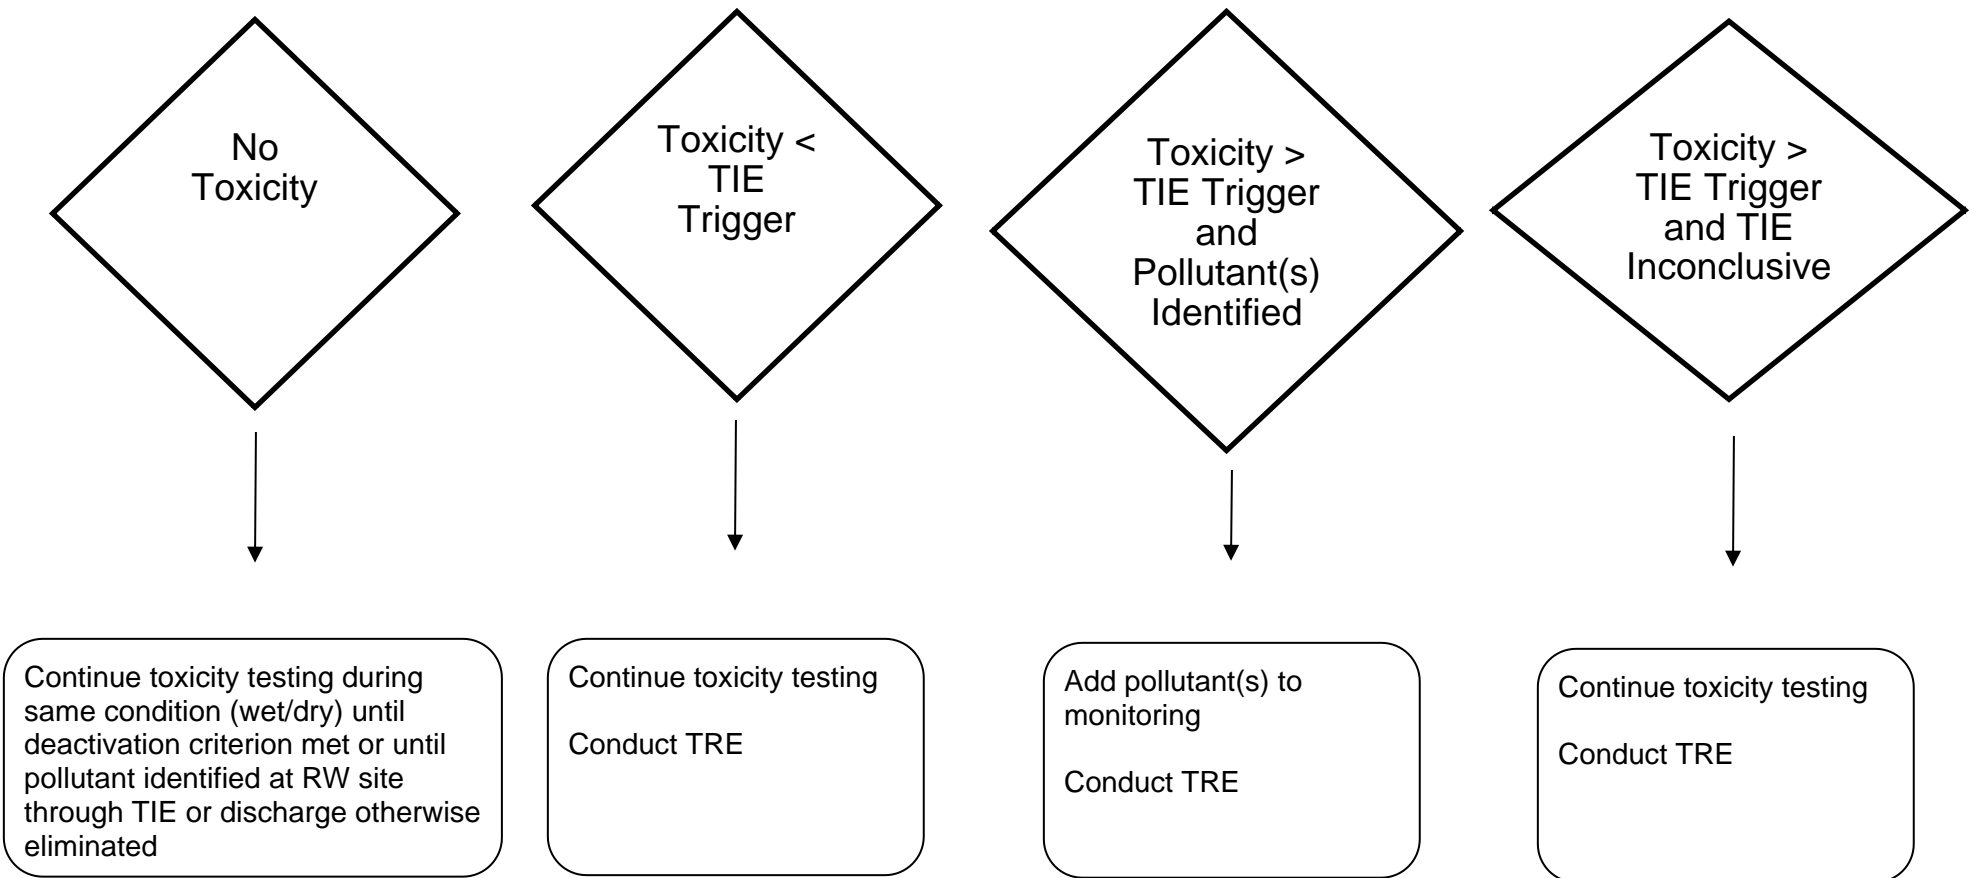 No
Toxicity
Toxicity <
TIE
Trigger
Toxicity >
TIE Trigger
and
Pollutant(s)
Identified
Toxicity >
TIE Trigger
and TIE
Inconclusive
Continue toxicity testing during
same condition (wet/dry) until
deactivation criterion met or until
pollutant identified at RW site
through TIE or discharge otherwise
eliminated
Continue toxicity testing
Conduct TRE
Add pollutant(s) to
monitoring
Conduct TRE
Continue toxicity testing
Conduct TRE